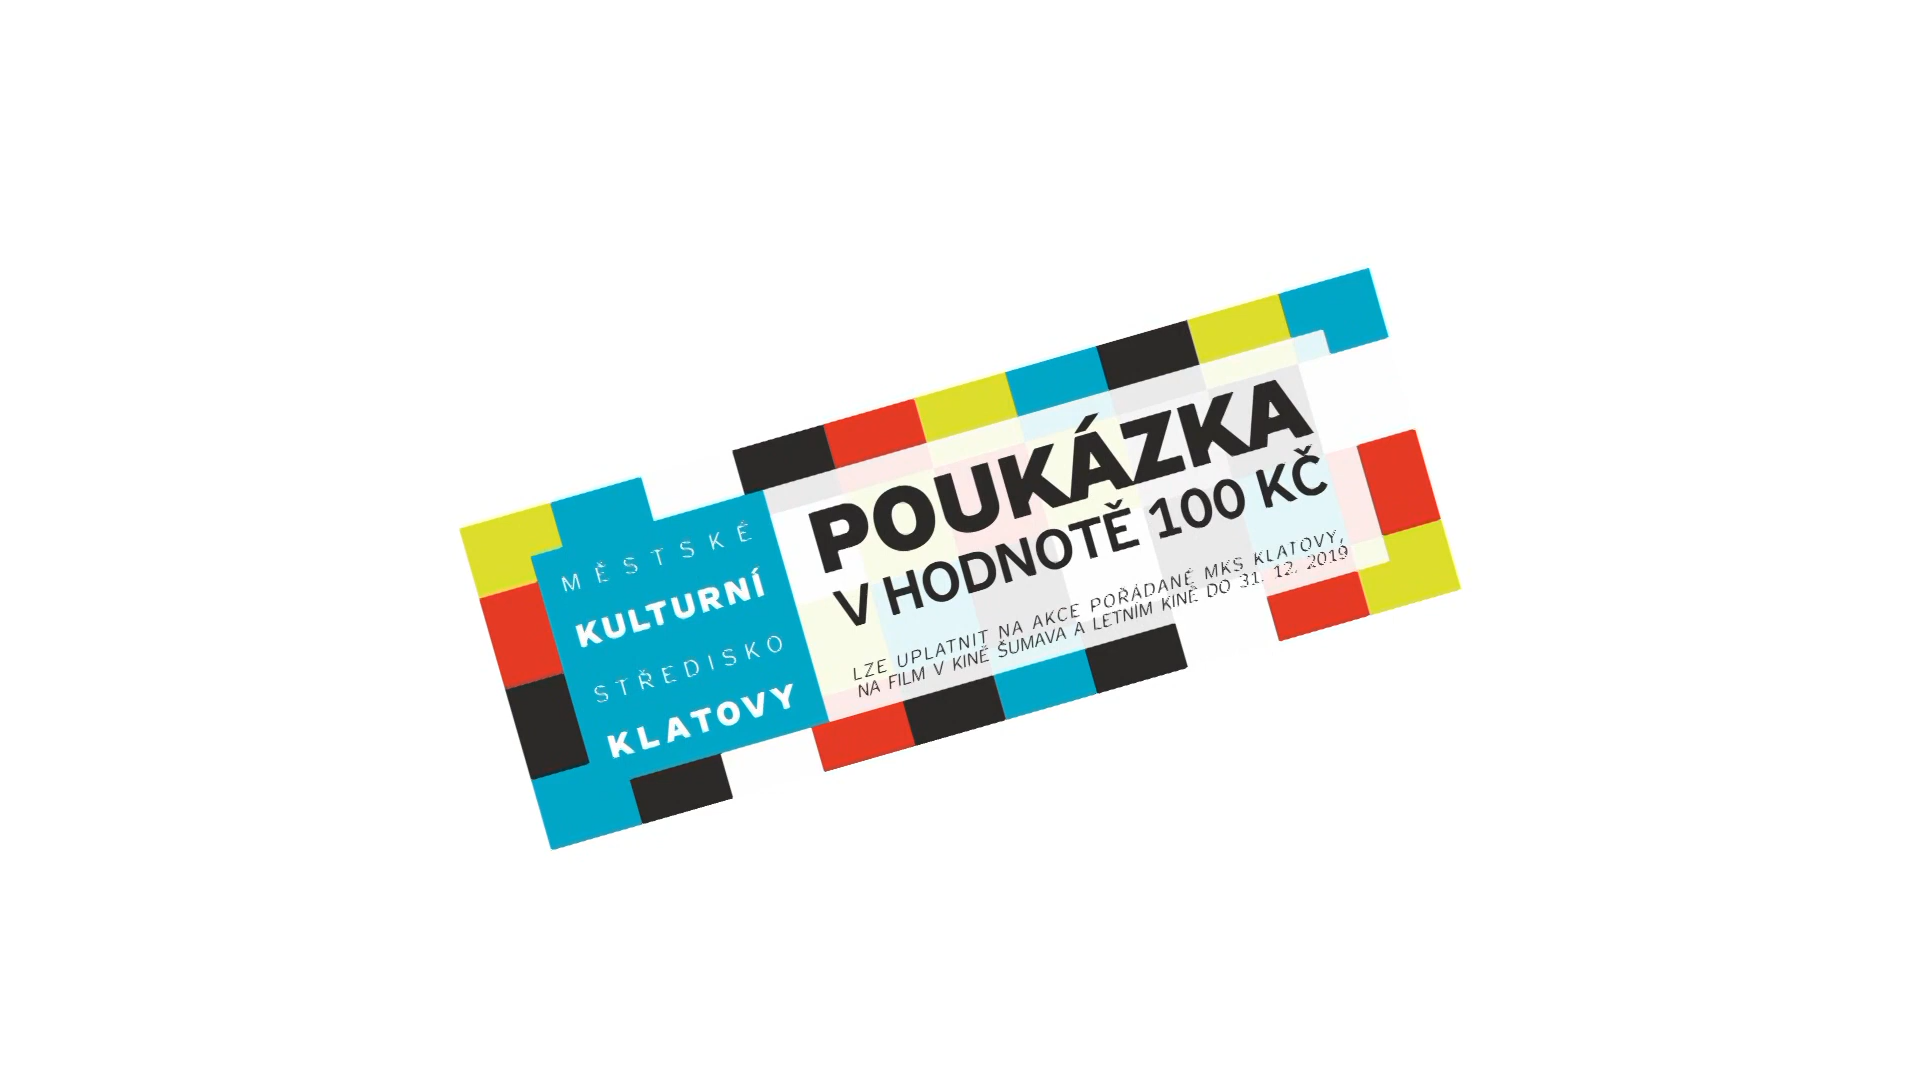 MĚSTSKÉ
KULTURNÍ
STŘEDISKO
KLATOVY
POUKÁZKA
V HODNOTĚ 100 KČ
LZE UPLATNIT NA AKCE POŘÁDANÉ MKS KLATOVY,
NA FILM V KINĚ ŠUMAVA A LETNÍM KINĚ DO 31. 12. 2019